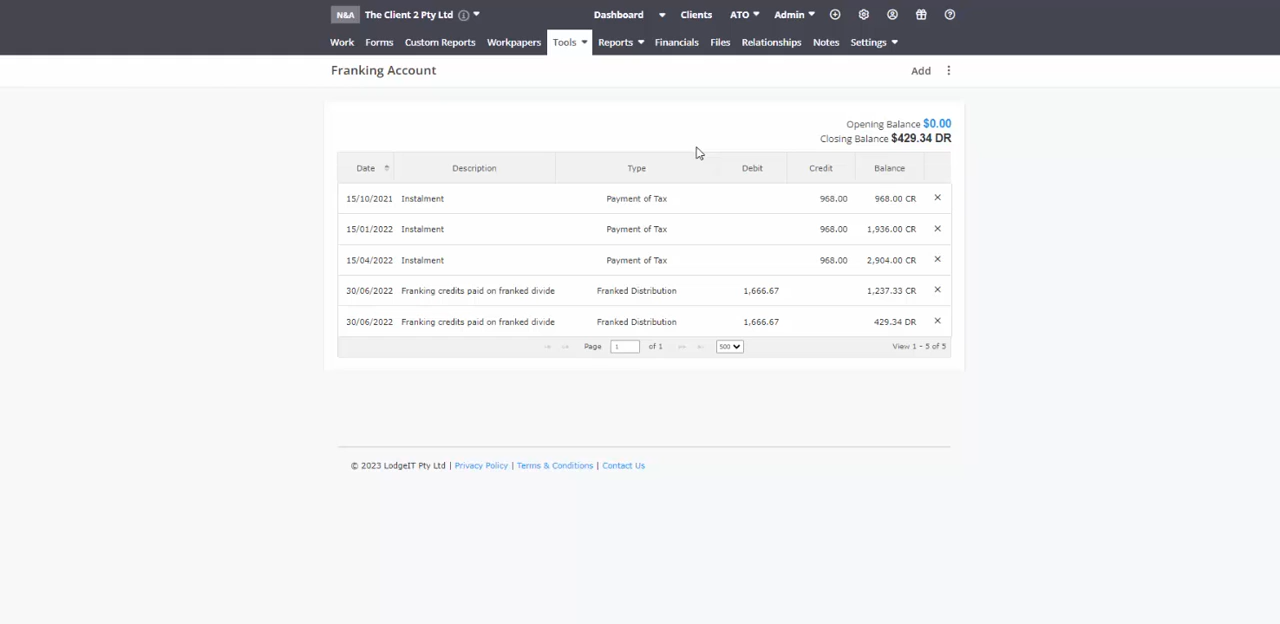 N&A The Client 2 Pty Ltd Dashboard Clients ATO Admin
Work Forms Custom Reports Workpapers Tools Reports Financials Files Relationships Notes Settings
Franking Account Add
Opening Balance $0.00
Closing Balance $429.34 DR
Date Description Type Debit Credit Balance
15/10/2021 Instalment Payment of Tax 968.00 968.00 CR
15/01/2022 Instalment Payment of Tax 968.00 1,936.00 CR
15/04/2022 Instalment Payment of Tax 968.00 2,904.00 CR
30/06/2022 Franking credits paid on franked divide Franked Distribution 1,666.67 1,237.33 CR
30/06/2022 Franking credits paid on franked divide Franked Distribution 1,666.67 429.34 DR
Page 1 of 1 500 View 1 - 5 of 5
© 2023 LodgeIT Pty Ltd | Privacy Policy | Terms & Conditions | Contact Us